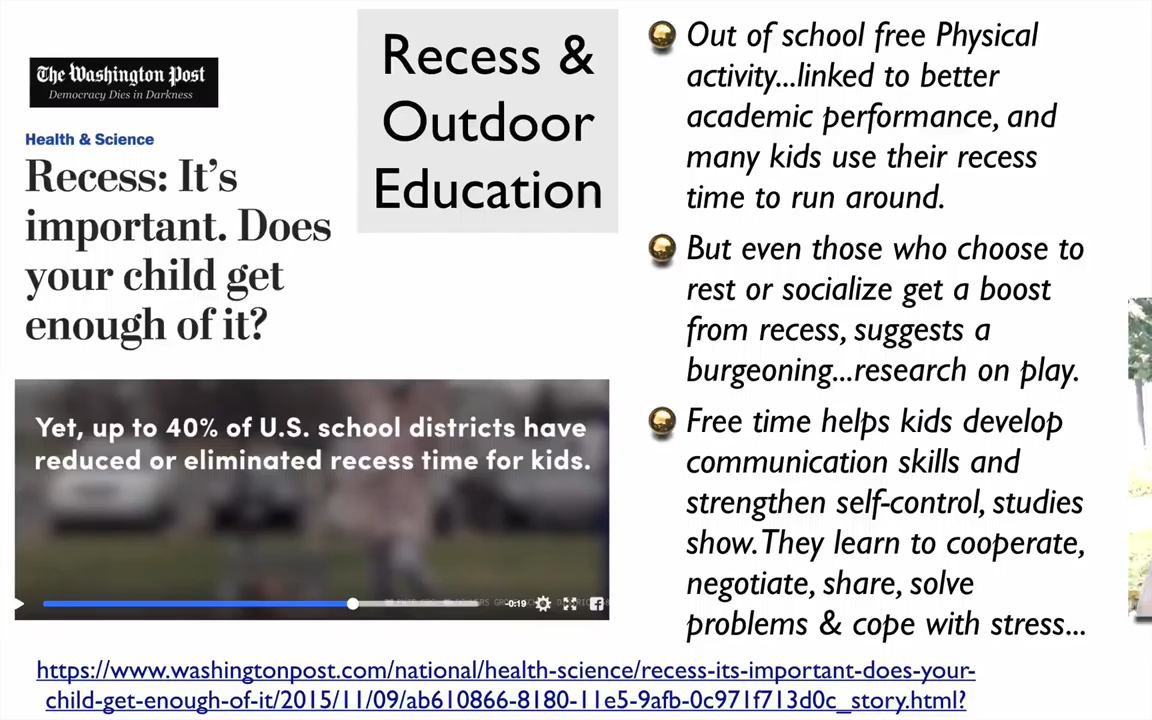 The Washington Post
Democracy Dies in Darkness
Health & Science
Recess: It's
important. Does
your child get
enough of it?
Recess &
Outdoor
Education
Yet, up to 40% of U.S. school districts have
reduced or eliminated recess time for kids.
-0:19
Out of school free Physical
activity...linked to better
academic performance, and
many kids use their recess
time to run around.
But even those who choose to
rest or socialize get a boost
from recess, suggests a
burgeoning...research on play.
Free time helps kids develop
communication skills and
strengthen self-control, studies
show. They learn to cooperate,
negotiate, share, solve
problems & cope with stress...
https://www.washingtonpost.com/national/health-science/recess-its-important-does-your-
child-get-enough-of-it/2015/11/09/ab610866-8180-11e5-9afb-0c971f713d0c_story.html?